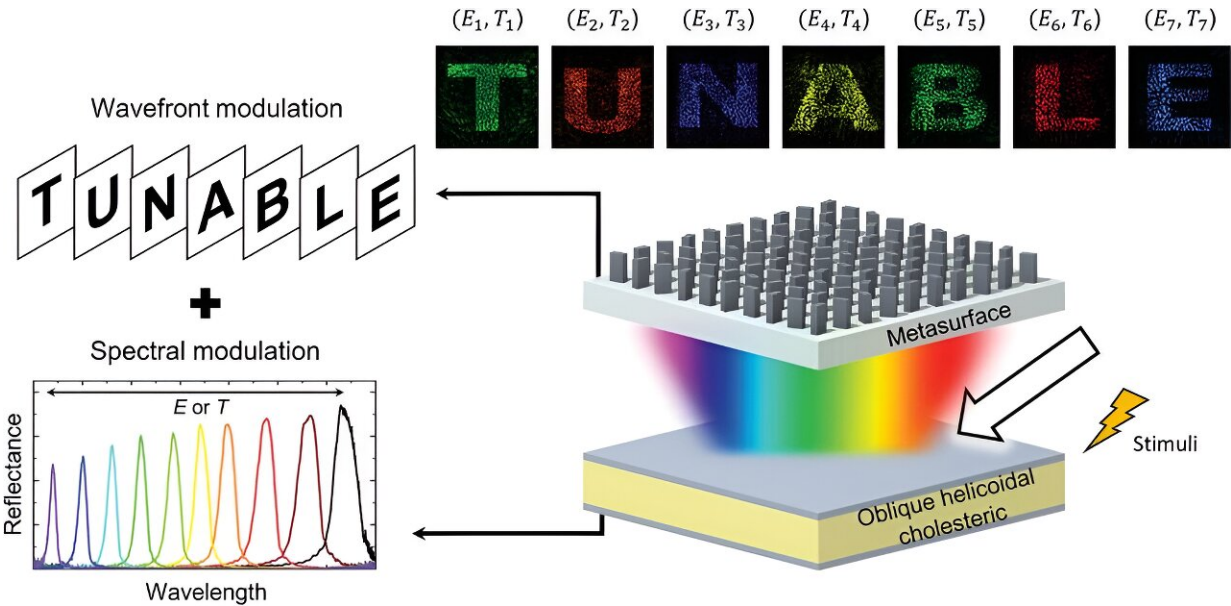 (E₁, T₁) (E₂, T₂) (E₃, T₃) (E₄, T₄) (E₅, T₅) (E₆, T₆) (E₇, T₇)
T U N A B L E
Wavefront modulation
T U N A B L E
+
Spectral modulation
E or T
Reflectance
Wavelength
Metasurface
Stimuli
Oblique helicoidal
cholesteric